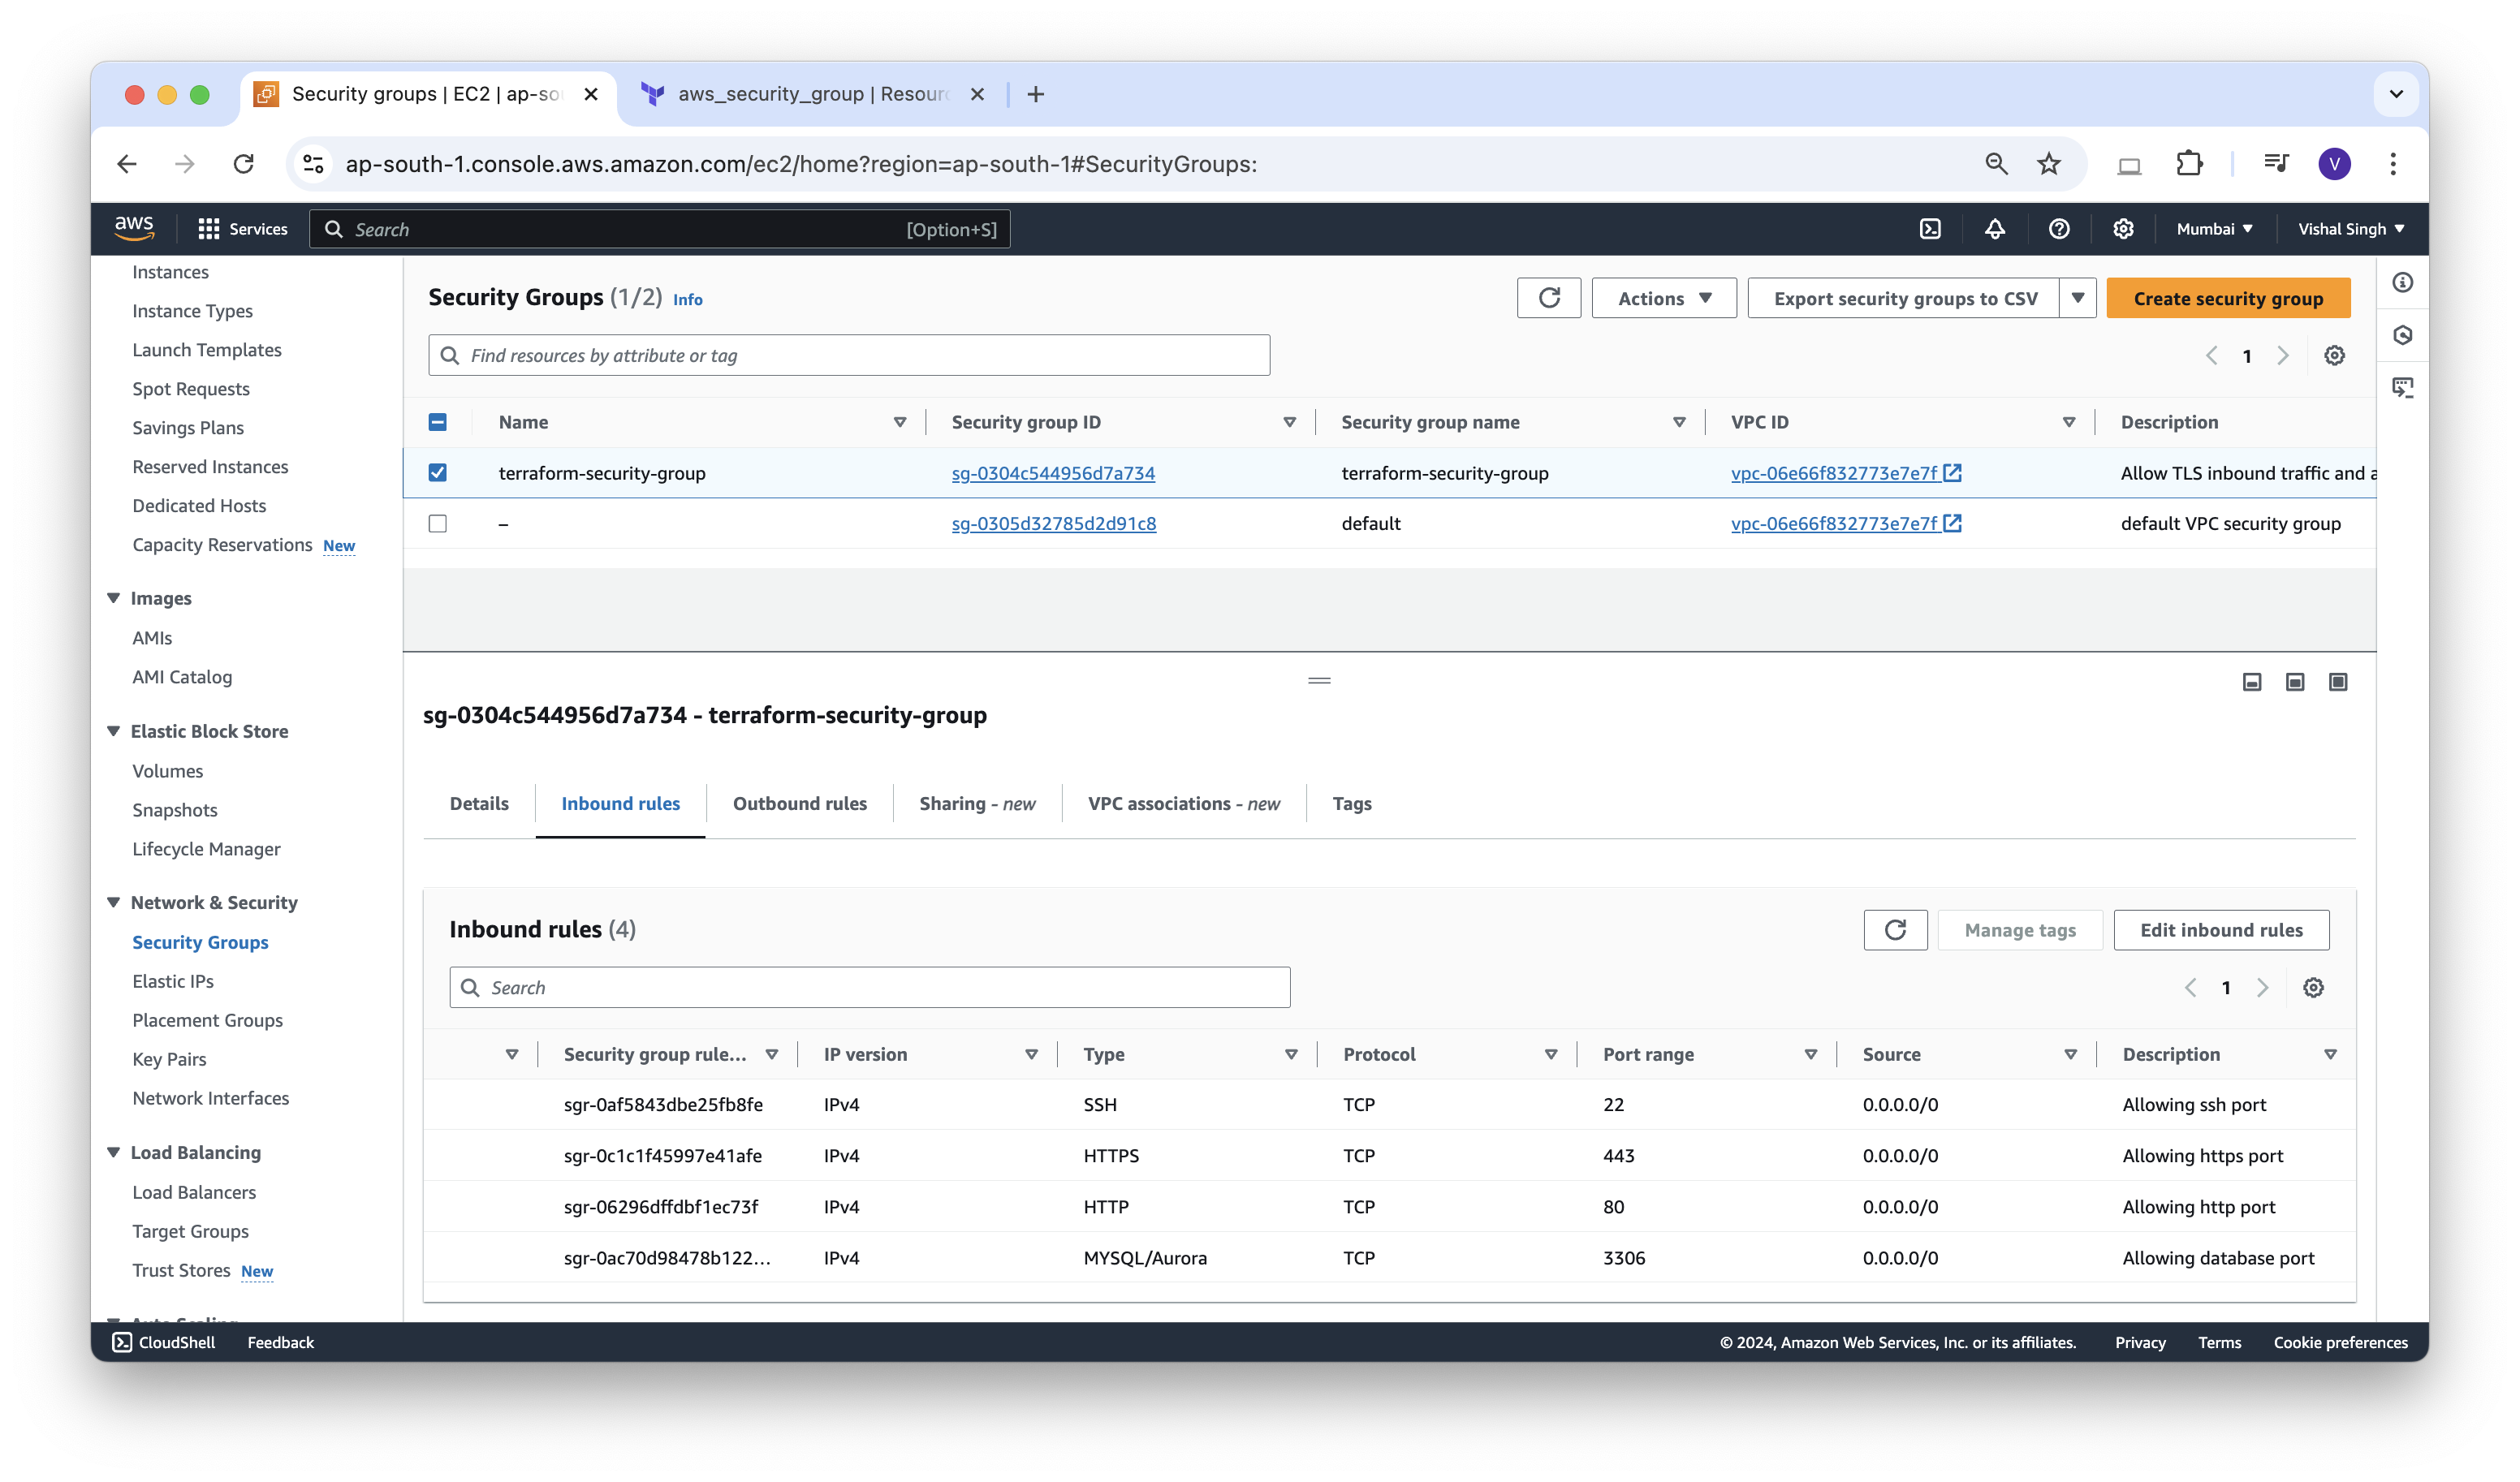 Security groups | EC2 | ap-so
aws_security_group | Resour
ap-south-1.console.aws.amazon.com/ec2/home?region=ap-south-1#SecurityGroups:
V
aws
Services
Search
[Option+S]
Mumbai
Vishal Singh
Instances
Instance Types
Launch Templates
Spot Requests
Savings Plans
Reserved Instances
Dedicated Hosts
Capacity Reservations New
Images
AMIs
AMI Catalog
Elastic Block Store
Volumes
Snapshots
Lifecycle Manager
Network & Security
Security Groups
Elastic IPs
Placement Groups
Key Pairs
Network Interfaces
Load Balancing
Load Balancers
Target Groups
Trust Stores New
Auto Scaling
Security Groups (1/2) Info
Actions
Export security groups to CSV
Create security group
Find resources by attribute or tag
1
Name Security group ID Security group name VPC ID Description
terraform-security-group sg-0304c544956d7a734 terraform-security-group vpc-06e66f832773e7e7f Allow TLS inbound traffic and a
– sg-0305d32785d2d91c8 default vpc-06e66f832773e7e7f default VPC security group
sg-0304c544956d7a734 - terraform-security-group
Details Inbound rules Outbound rules Sharing - new VPC associations - new Tags
Inbound rules (4)
Manage tags
Edit inbound rules
Search
1
Security group rule... IP version Type Protocol Port range Source Description
sgr-0af5843dbe25fb8fe IPv4 SSH TCP 22 0.0.0.0/0 Allowing ssh port
sgr-0c1c1f45997e41afe IPv4 HTTPS TCP 443 0.0.0.0/0 Allowing https port
sgr-06296dffdbf1ec73f IPv4 HTTP TCP 80 0.0.0.0/0 Allowing http port
sgr-0ac70d98478b122... IPv4 MYSQL/Aurora TCP 3306 0.0.0.0/0 Allowing database port
CloudShell Feedback
© 2024, Amazon Web Services, Inc. or its affiliates. Privacy Terms Cookie preferences